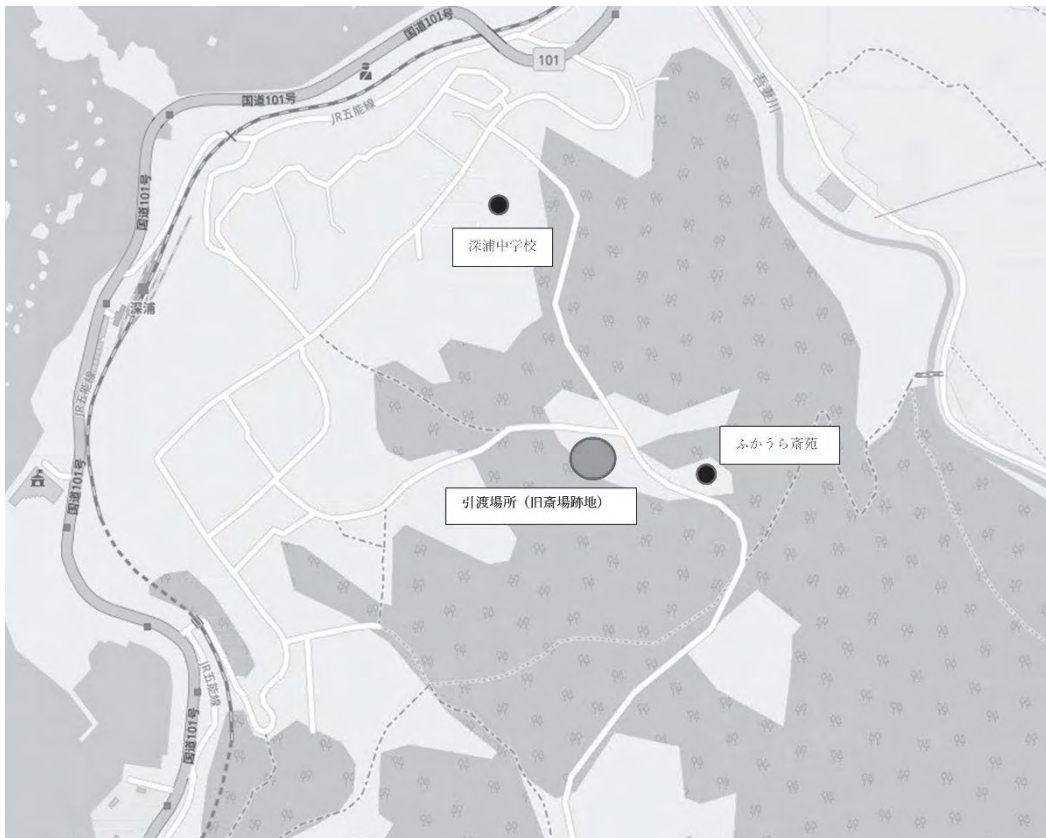 国道101号
101
国道101号
JR五能線
吾妻川
国道101号
深浦中学校
深浦
JR五能線
ふかうら斎苑
引渡場所（旧斎場跡地）
国道101号
JR五能線
国道101号